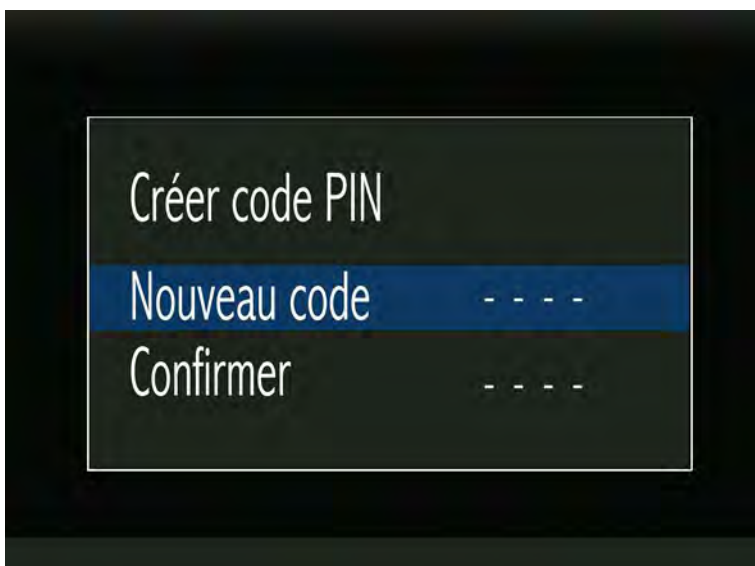 Créer code PIN
Nouveau code - - - -
Confirmer - - - -